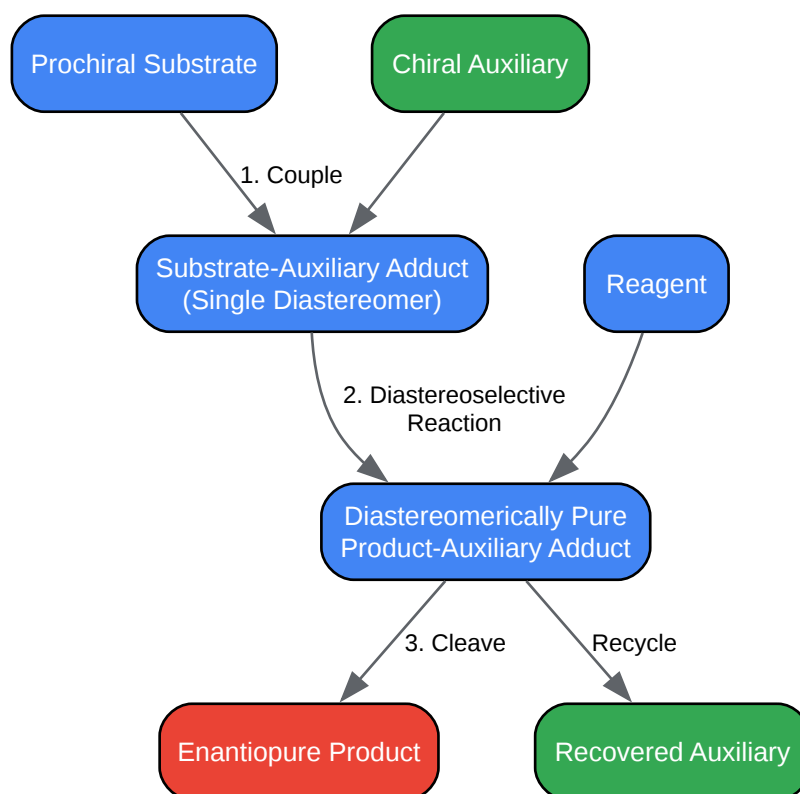 Prochiral Substrate
Chiral Auxiliary
1. Couple
Substrate-Auxiliary Adduct
(Single Diastereomer)
Reagent
2. Diastereoselective
Reaction
Diastereomerically Pure
Product-Auxiliary Adduct
3. Cleave
Recycle
Enantiopure Product
Recovered Auxiliary